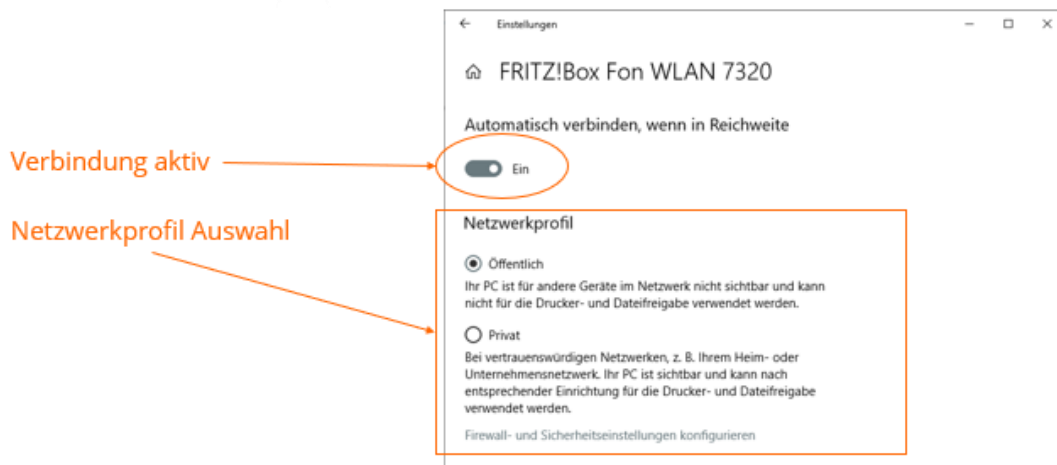 Einstellungen
FRITZ!Box Fon WLAN 7320
Automatisch verbinden, wenn in Reichweite
Verbindung aktiv
Ein
Netzwerkprofil Auswahl
Netzwerkprofil
Öffentlich
Ihr PC ist für andere Geräte im Netzwerk nicht sichtbar und kann
nicht für die Drucker- und Dateifreigabe verwendet werden.
Privat
Bei vertrauenswürdigen Netzwerken, z. B. Ihrem Heim- oder
Unternehmensnetzwerk. Ihr PC ist sichtbar und kann nach
entsprechender Einrichtung für die Drucker- und Dateifreigabe
verwendet werden.
Firewall- und Sicherheitseinstellungen konfigurieren